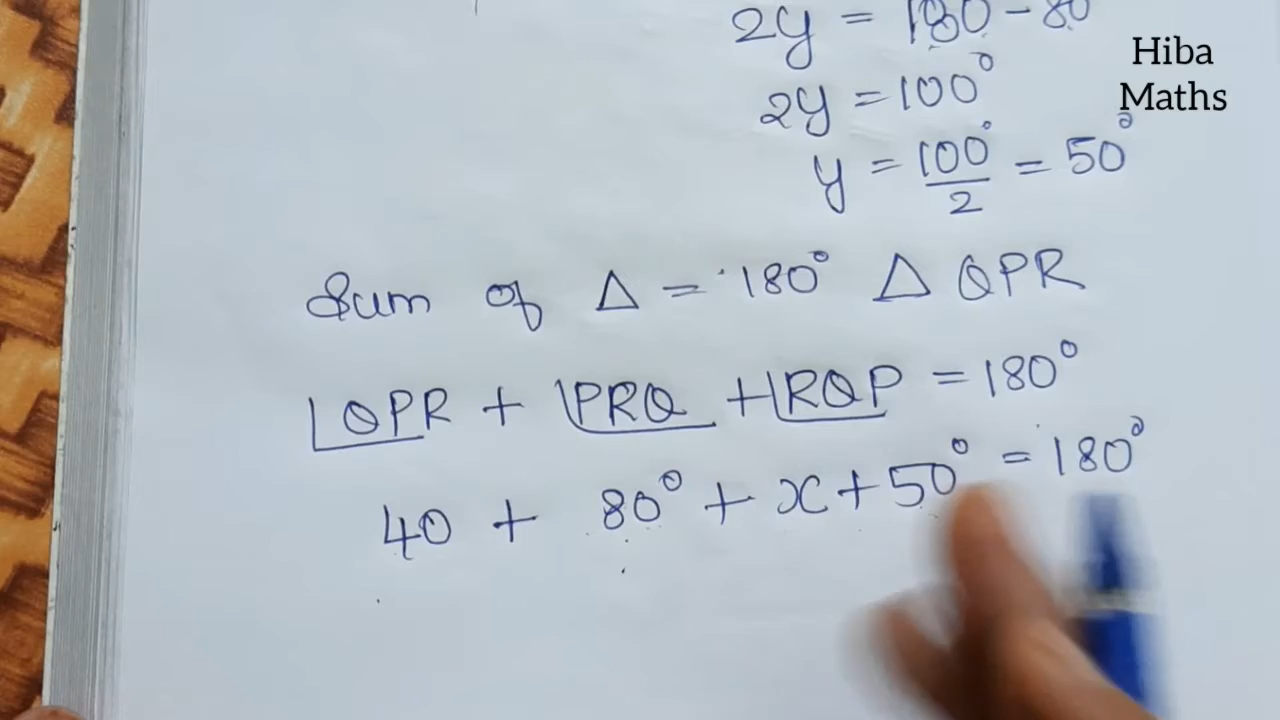 2y = 180 - 80
Hiba
Maths
2y = 100°
y = 100°/2 = 50°
Sum of △ = 180° △ QPR
∠QPR + ∠PRQ + ∠RQP = 180°
40 + 80° + x + 50° = 180°